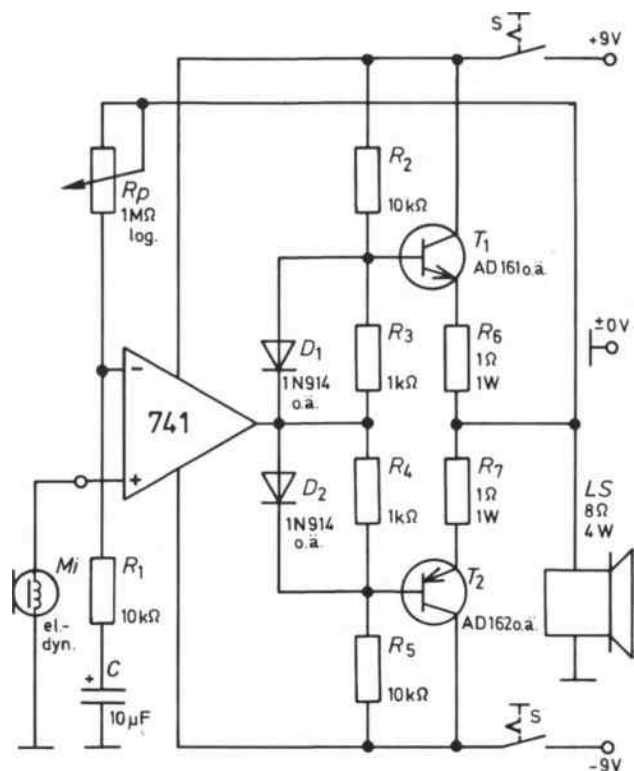 S
+9V
Rp
1MΩ
log.
R2
10kΩ
T1
AD161o.ä.
±0V
D1
1N914
o.ä.
R3
1kΩ
R6
1Ω
1W
−
741
+
D2
1N914
o.ä.
R4
1kΩ
R7
1Ω
1W
LS
8Ω
4W
Mi
el.-
dyn.
R1
10kΩ
+
C
10µF
T2
AD162o.ä.
R5
10kΩ
S
-9V